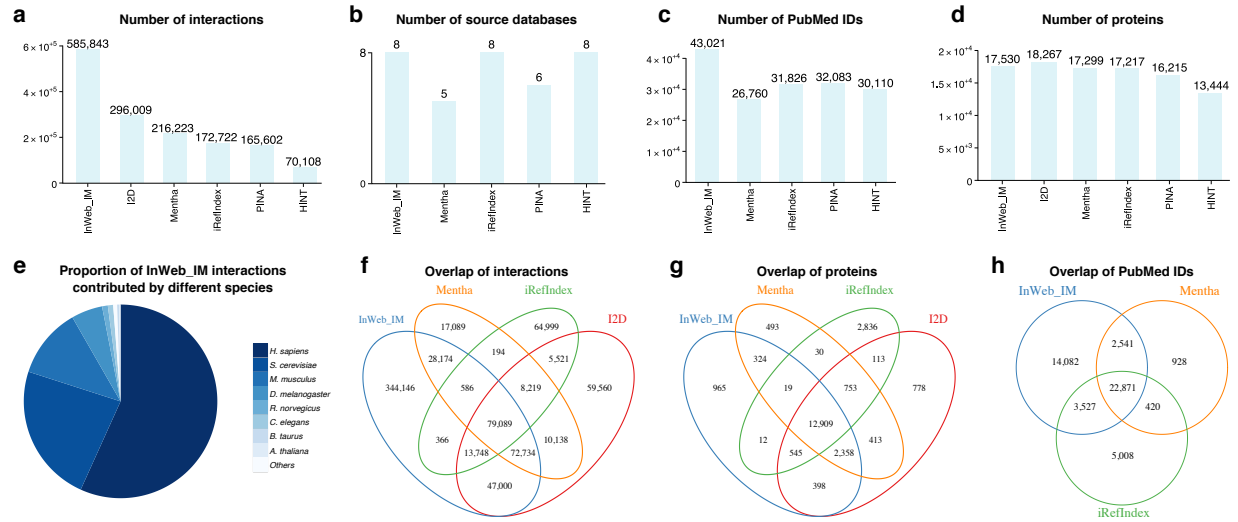 a
Number of interactions
6 × 10⁺⁵
4 × 10⁺⁵
2 × 10⁺⁵
0
585,843
296,009
216,223
172,722
165,602
70,108
InWeb_IM
I2D
Mentha
iRefIndex
PINA
HINT
b
Number of source databases
8
0
8
5
8
6
8
InWeb_IM
Mentha
iRefIndex
PINA
HINT
c
Number of PubMed IDs
4 × 10⁺⁴
3 × 10⁺⁴
2 × 10⁺⁴
1 × 10⁺⁴
0
43,021
26,760
31,826
32,083
30,110
InWeb_IM
Mentha
iRefIndex
PINA
HINT
d
Number of proteins
2 × 10⁺⁴
1 × 10⁺⁴
1 × 10⁺⁴
5 × 10⁺³
0
17,530
18,267
17,299
17,217
16,215
13,444
InWeb_IM
I2D
Mentha
iRefIndex
PINA
HINT
e
Proportion of InWeb_IM interactions
contributed by different species
H. sapiens
S. cerevisiae
M. musculus
D. melanogaster
R. norvegicus
C. elegans
B. taurus
A. thaliana
Others
f
Overlap of interactions
Mentha
iRefIndex
InWeb_IM
I2D
17,089
64,999
28,174
194
5,521
344,146
586
8,219
59,560
79,089
366
10,138
13,748
72,734
47,000
g
Overlap of proteins
Mentha
iRefIndex
InWeb_IM
I2D
493
2,836
324
30
113
965
19
753
778
12,909
12
413
545
2,358
398
h
Overlap of PubMed IDs
InWeb_IM
Mentha
2,541
14,082
928
22,871
3,527
420
5,008
iRefIndex